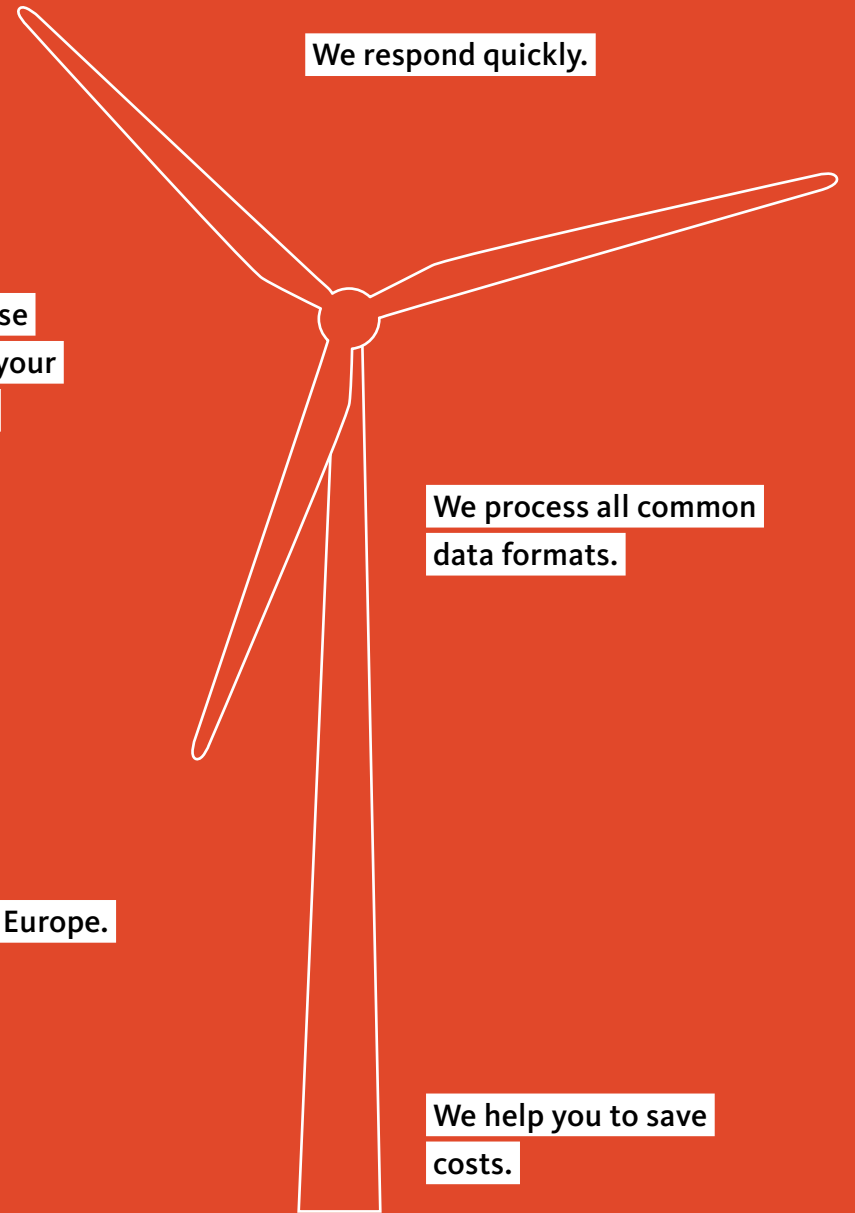 We respond quickly.
se
your
We process all common
data formats.
Europe.
We help you to save
costs.